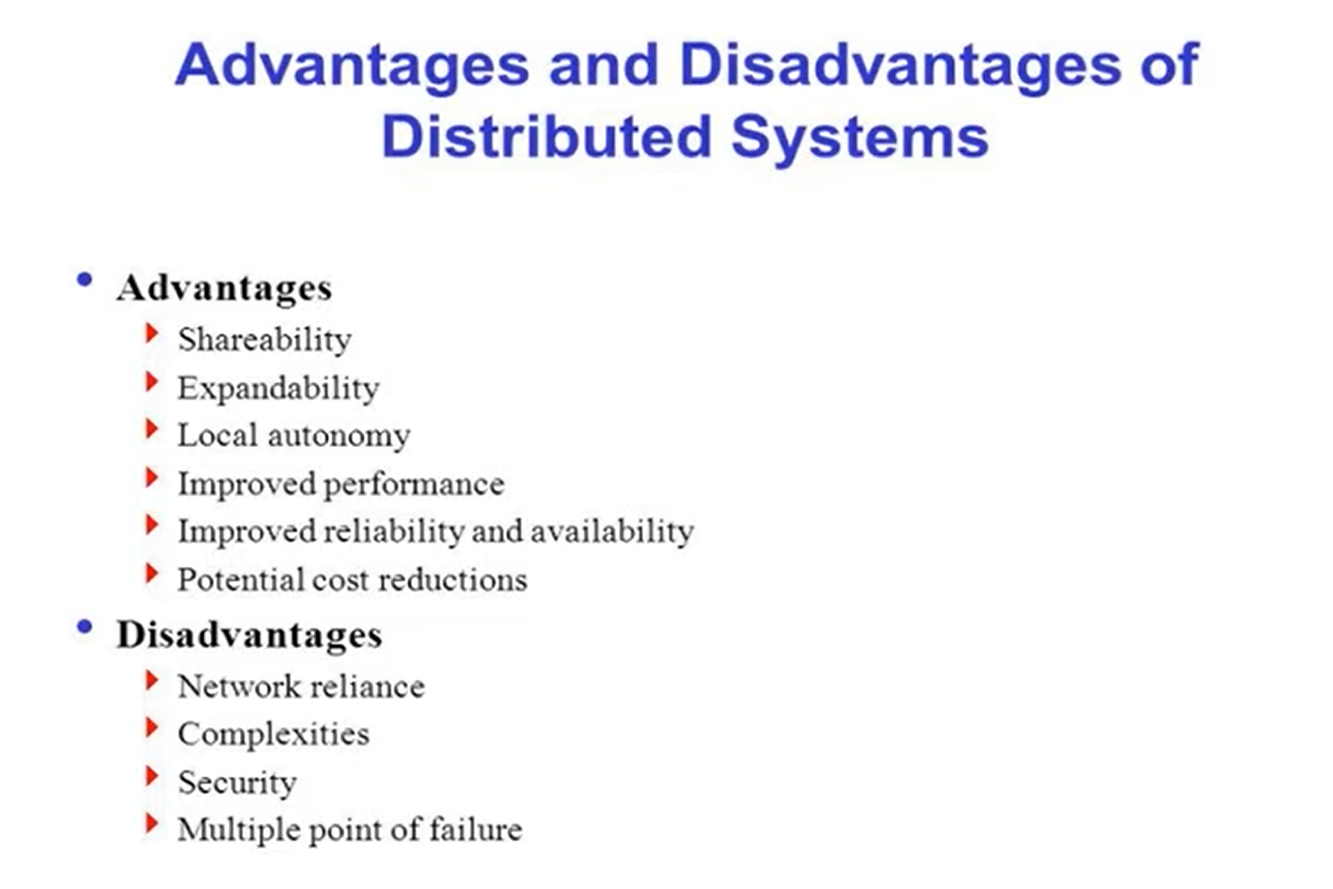 Advantages and Disadvantages of
Distributed Systems
Advantages
Shareability
Expandability
Local autonomy
Improved performance
Improved reliability and availability
Potential cost reductions
Disadvantages
Network reliance
Complexities
Security
Multiple point of failure